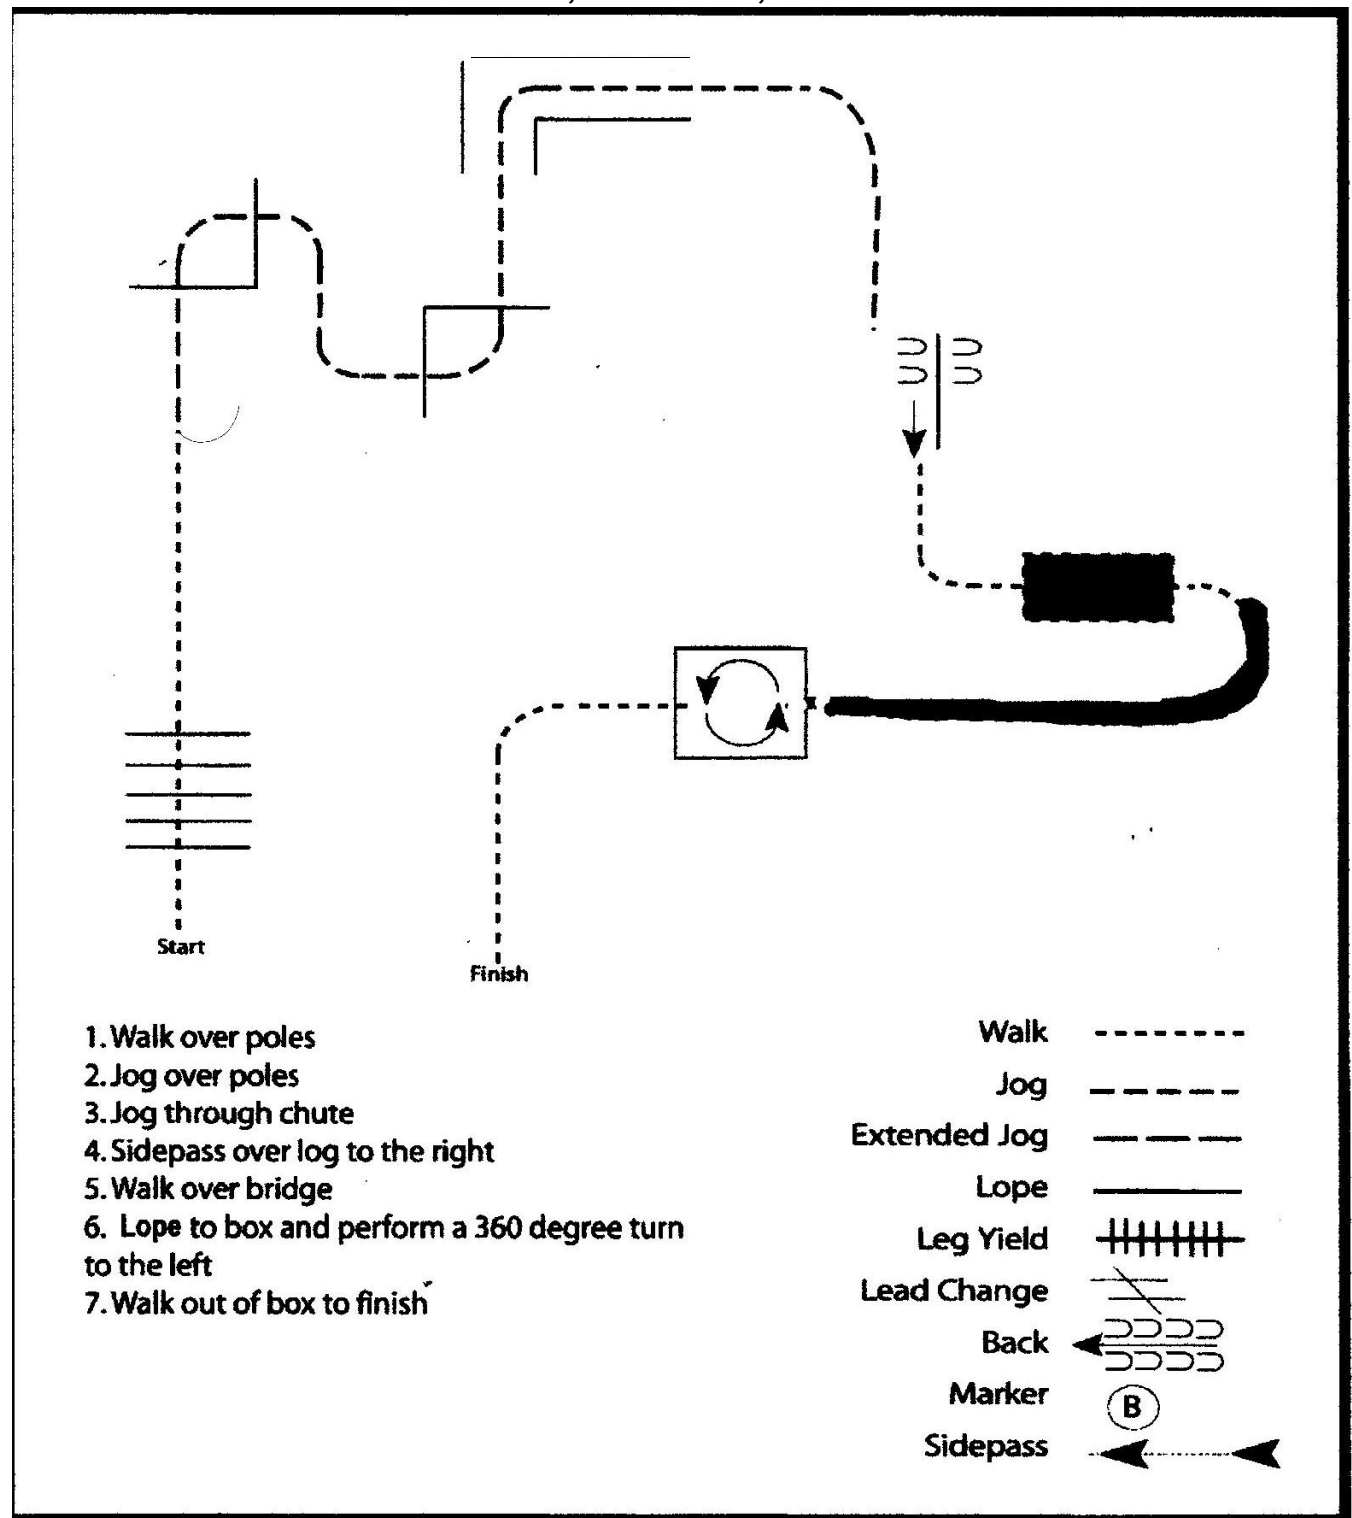 Start
Finish
1. Walk over poles
2. Jog over poles
3. Jog through chute
4. Sidepass over log to the right
5. Walk over bridge
6. Lope to box and perform a 360 degree turn
to the left
7. Walk out of box to finish
Walk
Jog
Extended Jog
Lope
Leg Yield
Lead Change
Back
Marker
B
Sidepass